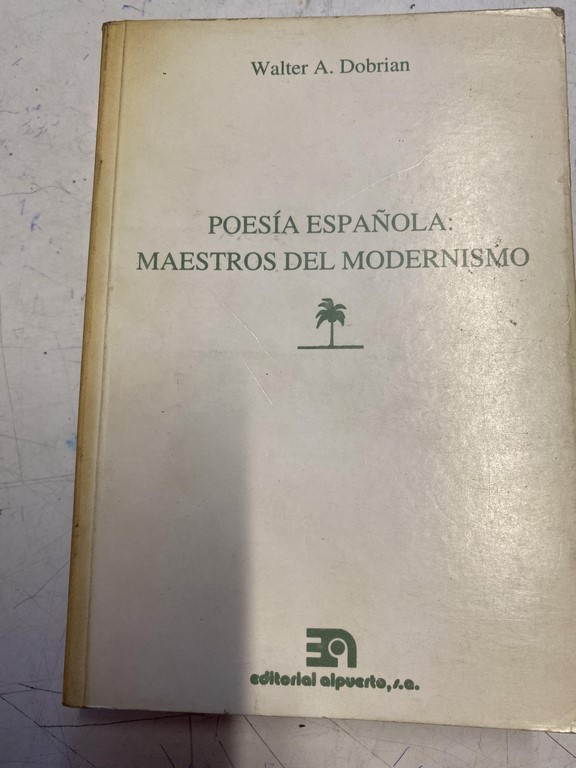 Walter A. Dobrian
POESÍA ESPAÑOLA:
MAESTROS DEL MODERNISMO
editorial alpuerto, s.a.